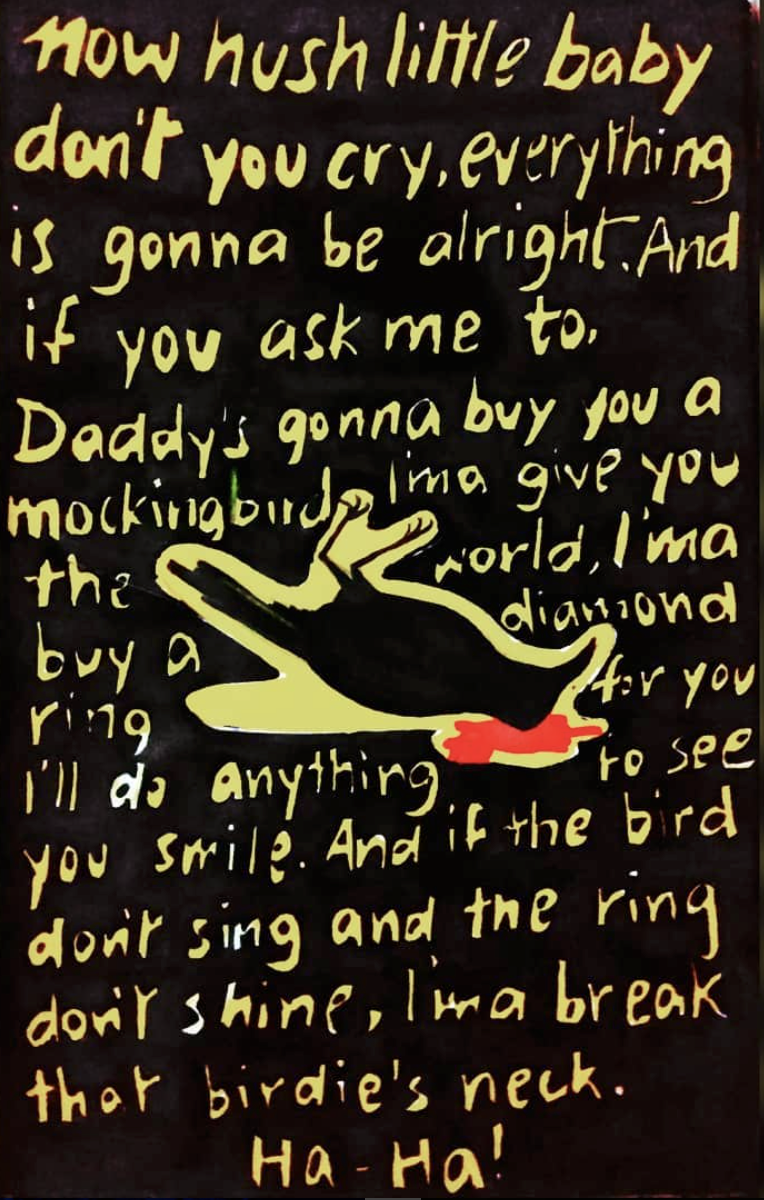 Now hush little baby
don't you cry, everything
is gonna be alright. And
if you ask me to,
Daddy's gonna buy you a
mockingbird, I'ma give you
the world, I'ma
buy a diamond
ring for you
I'll do anything to see
you smile. And if the bird
don't sing and the ring
don't shine, I'ma break
that birdie's neck.
Ha-Ha!